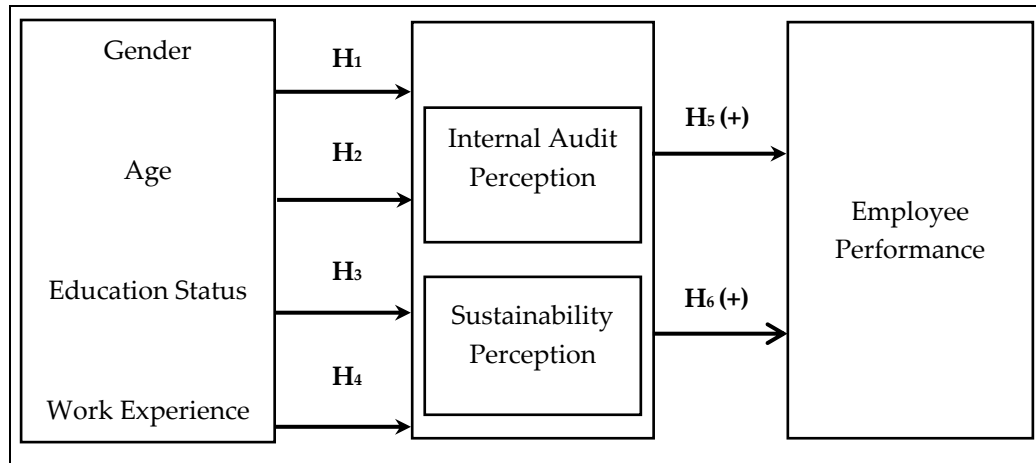 Gender
Age
Education Status
Work Experience
H1
H2
H3
H4
Internal Audit
Perception
Sustainability
Perception
H5 (+)
H6 (+)
Employee
Performance